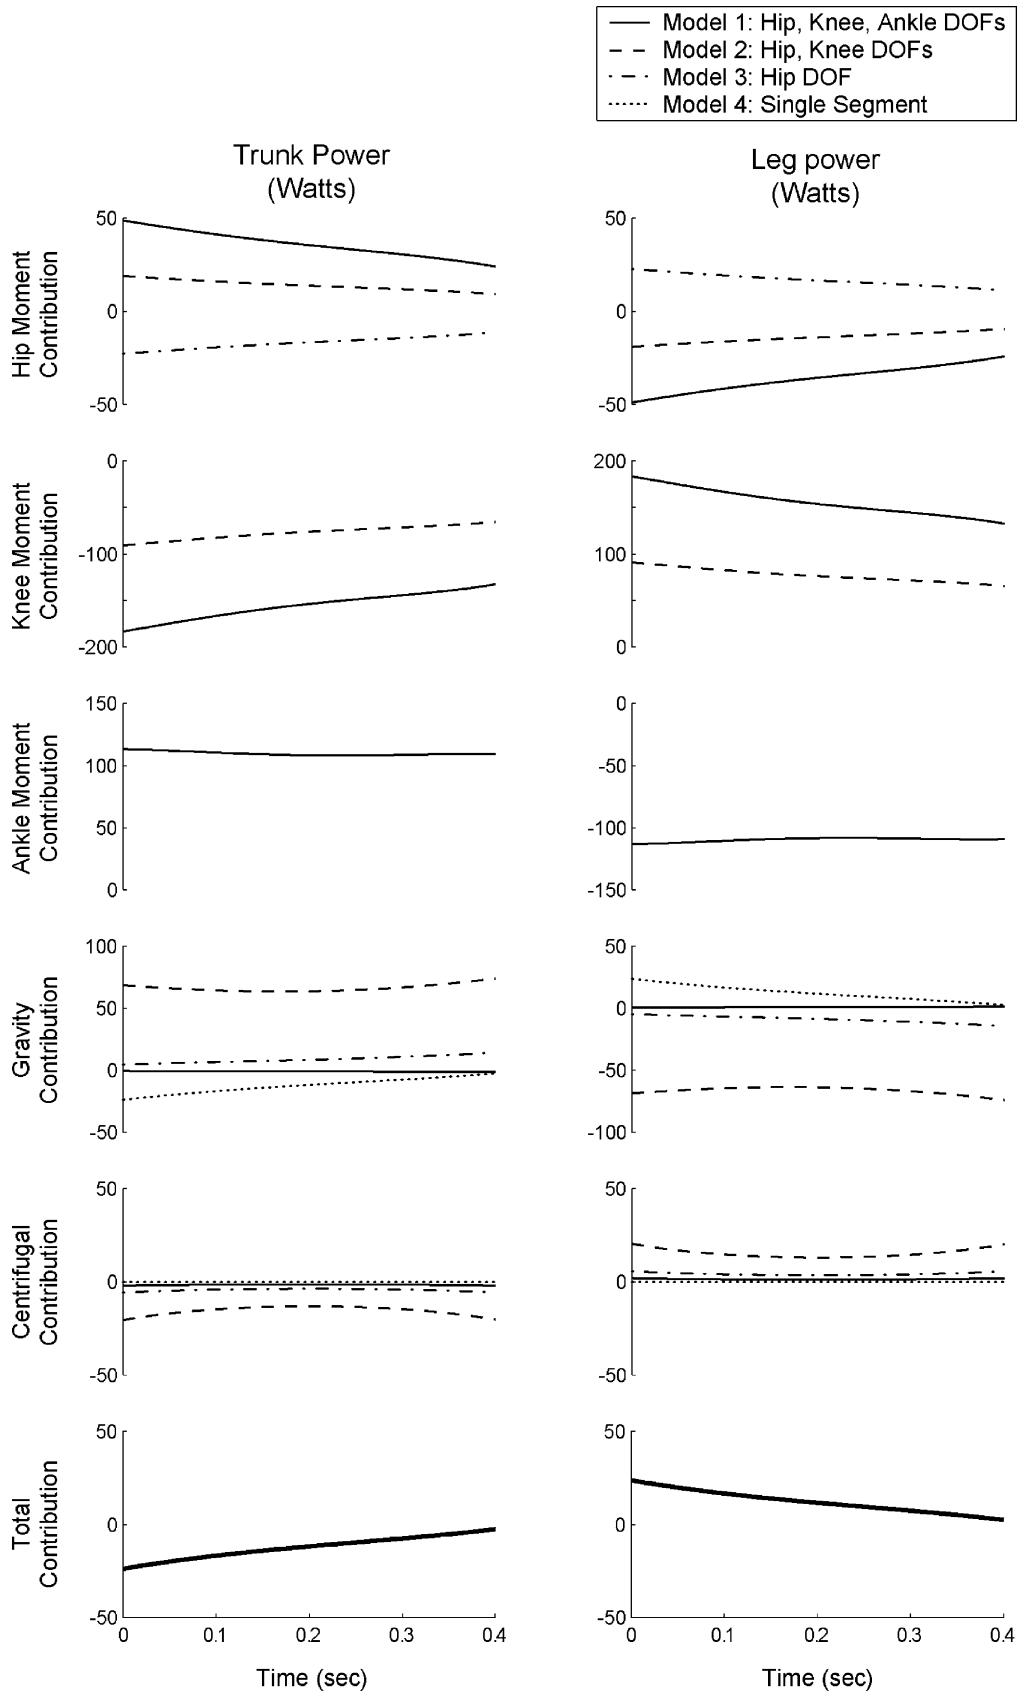 Model 1: Hip, Knee, Ankle DOFs
Model 2: Hip, Knee DOFs
Model 3: Hip DOF
Model 4: Single Segment
Trunk Power
(Watts)
Leg power
(Watts)
Hip Moment
Contribution
50
0
-50
50
0
-50
Knee Moment
Contribution
0
-100
-200
200
100
0
Ankle Moment
Contribution
150
100
50
0
0
-50
-100
-150
Gravity
Contribution
100
50
0
-50
50
0
-50
-100
Centrifugal
Contribution
50
0
-50
50
0
-50
Total
Contribution
50
0
-50
50
0
-50
0 0.1 0.2 0.3 0.4
0 0.1 0.2 0.3 0.4
Time (sec)
Time (sec)